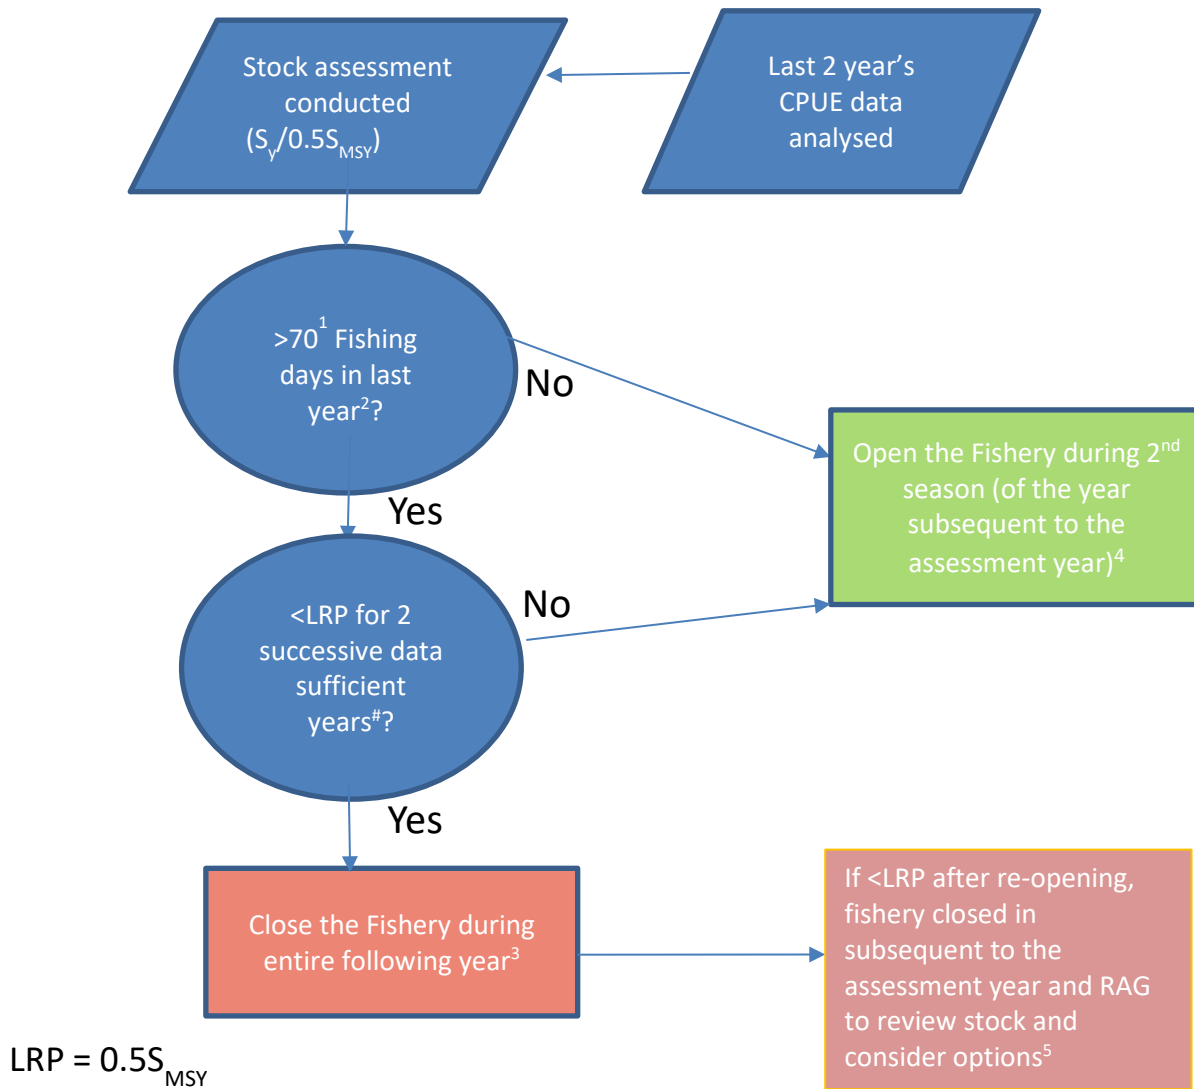 Stock assessment
conducted
(Sy/0.5SMSY)
Last 2 year’s
CPUE data
analysed
>70¹ Fishing
days in last
year²?
No
Yes
Open the Fishery during 2nd
season (of the year
subsequent to the
assessment year)⁴
<LRP for 2
successive data
sufficient
years#?
No
Yes
Close the Fishery during
entire following year³
If <LRP after re-opening,
fishery closed in
subsequent to the
assessment year and RAG
to review stock and
consider options⁵
LRP = 0.5SMSY